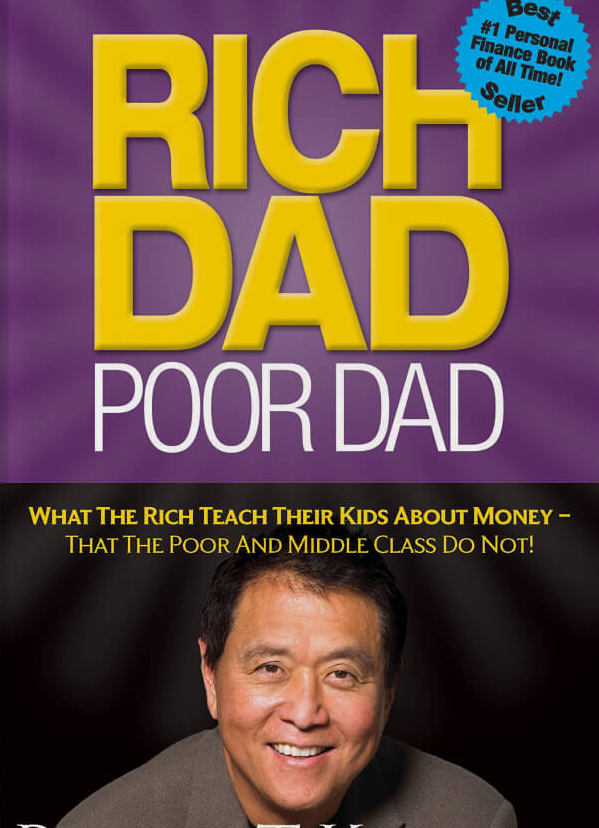 Best
#1 Personal
Finance Book
of All Time!
Seller
RICH
DAD
POOR DAD
WHAT THE RICH TEACH THEIR KIDS ABOUT MONEY –
THAT THE POOR AND MIDDLE CLASS DO NOT!